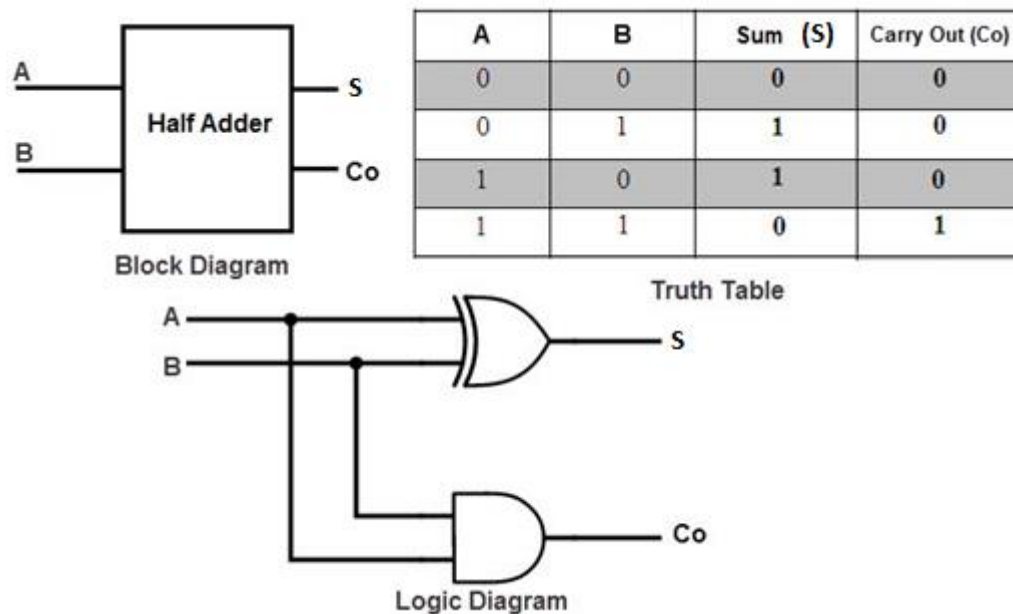 A
B
Half Adder
S
Co
Block Diagram
A B Sum (S) Carry Out (Co)
0 0 0 0
0 1 1 0
1 0 1 0
1 1 0 1
Truth Table
A
B
S
Co
Logic Diagram